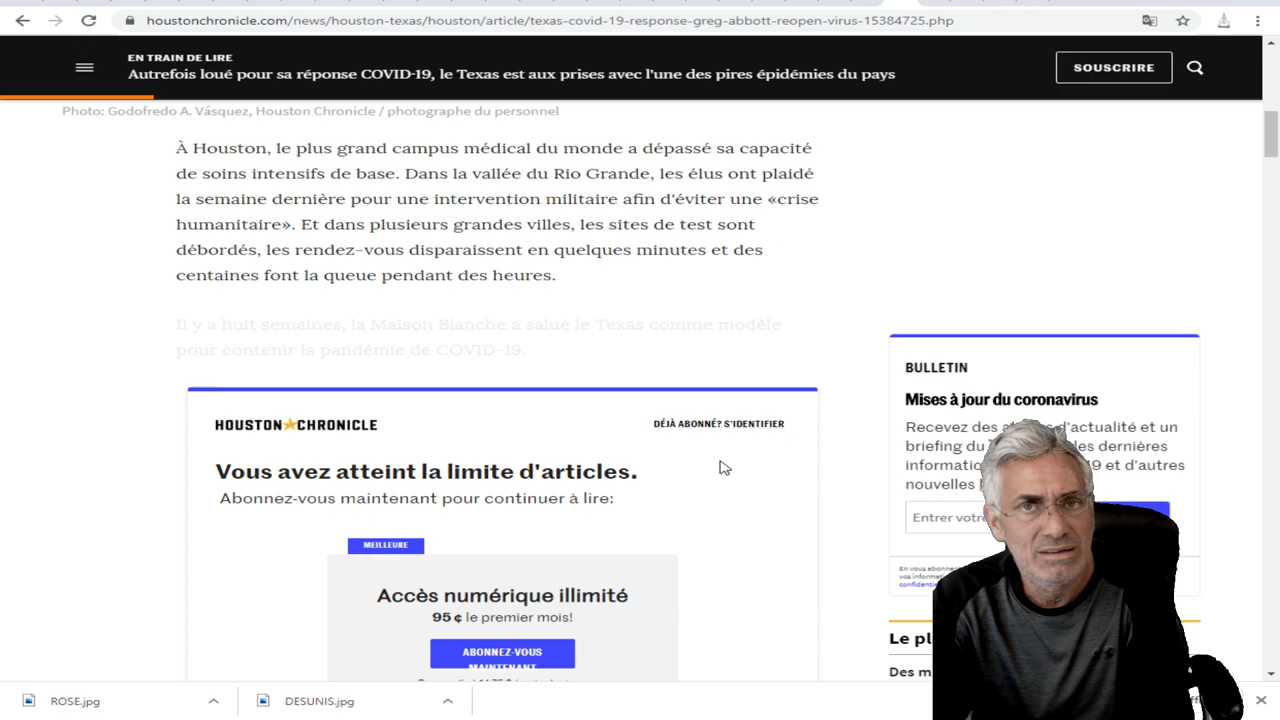 houstonchronicle.com/news/houston-texas/houston/article/texas-covid-19-response-greg-abbott-reopen-virus-15384725.php
EN TRAIN DE LIRE
Autrefois loué pour sa réponse COVID-19, le Texas est aux prises avec l'une des pires épidémies du pays
SOUSCRIRE
Photo: Godofredo A. Vásquez, Houston Chronicle / photographe du personnel
À Houston, le plus grand campus médical du monde a dépassé sa capacité
de soins intensifs de base. Dans la vallée du Rio Grande, les élus ont plaidé
la semaine dernière pour une intervention militaire afin d'éviter une «crise
humanitaire». Et dans plusieurs grandes villes, les sites de test sont
débordés, les rendez-vous disparaissent en quelques minutes et des
centaines font la queue pendant des heures.
Il y a huit semaines, la Maison Blanche a salué le Texas comme modèle
pour contenir la pandémie de COVID-19.
HOUSTON CHRONICLE
DÉJÀ ABONNÉ? S'IDENTIFIER
Vous avez atteint la limite d'articles.
Abonnez-vous maintenant pour continuer à lire:
MEILLEURE
Accès numérique illimité
95 ¢ le premier mois!
ABONNEZ-VOUS
MAINTENANT
BULLETIN
Mises à jour du coronavirus
Recevez des d'actualité et un
briefing du les dernières
19 et d'autres
nouvelles
Entrer votre
En vous abonn
vos informat
confidenti
Le pl
Des m
ROSE.jpg
DESUNIS.jpg